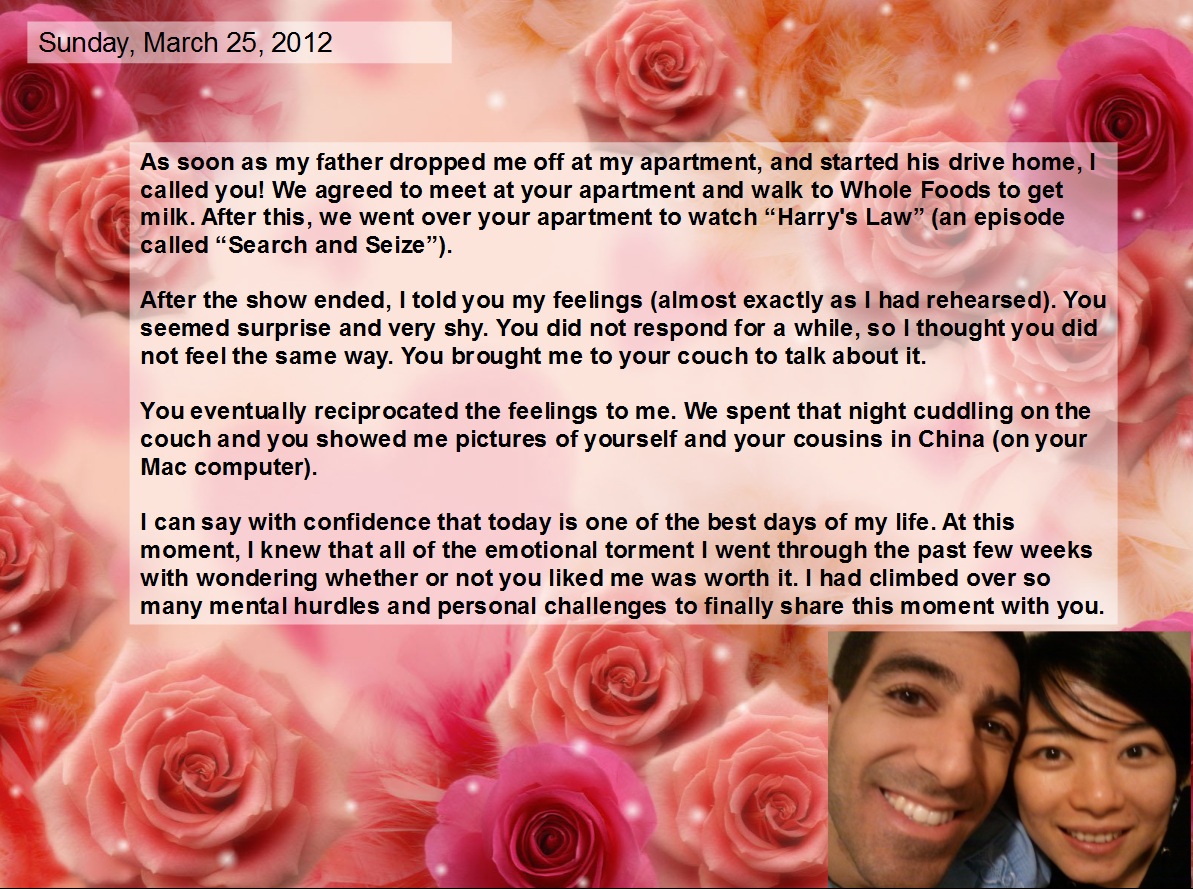 Sunday, March 25, 2012
As soon as my father dropped me off at my apartment, and started his drive home, I
called you! We agreed to meet at your apartment and walk to Whole Foods to get
milk. After this, we went over your apartment to watch “Harry's Law” (an episode
called “Search and Seize”).
After the show ended, I told you my feelings (almost exactly as I had rehearsed). You
seemed surprise and very shy. You did not respond for a while, so I thought you did
not feel the same way. You brought me to your couch to talk about it.
You eventually reciprocated the feelings to me. We spent that night cuddling on the
couch and you showed me pictures of yourself and your cousins in China (on your
Mac computer).
I can say with confidence that today is one of the best days of my life. At this
moment, I knew that all of the emotional torment I went through the past few weeks
with wondering whether or not you liked me was worth it. I had climbed over so
many mental hurdles and personal challenges to finally share this moment with you.